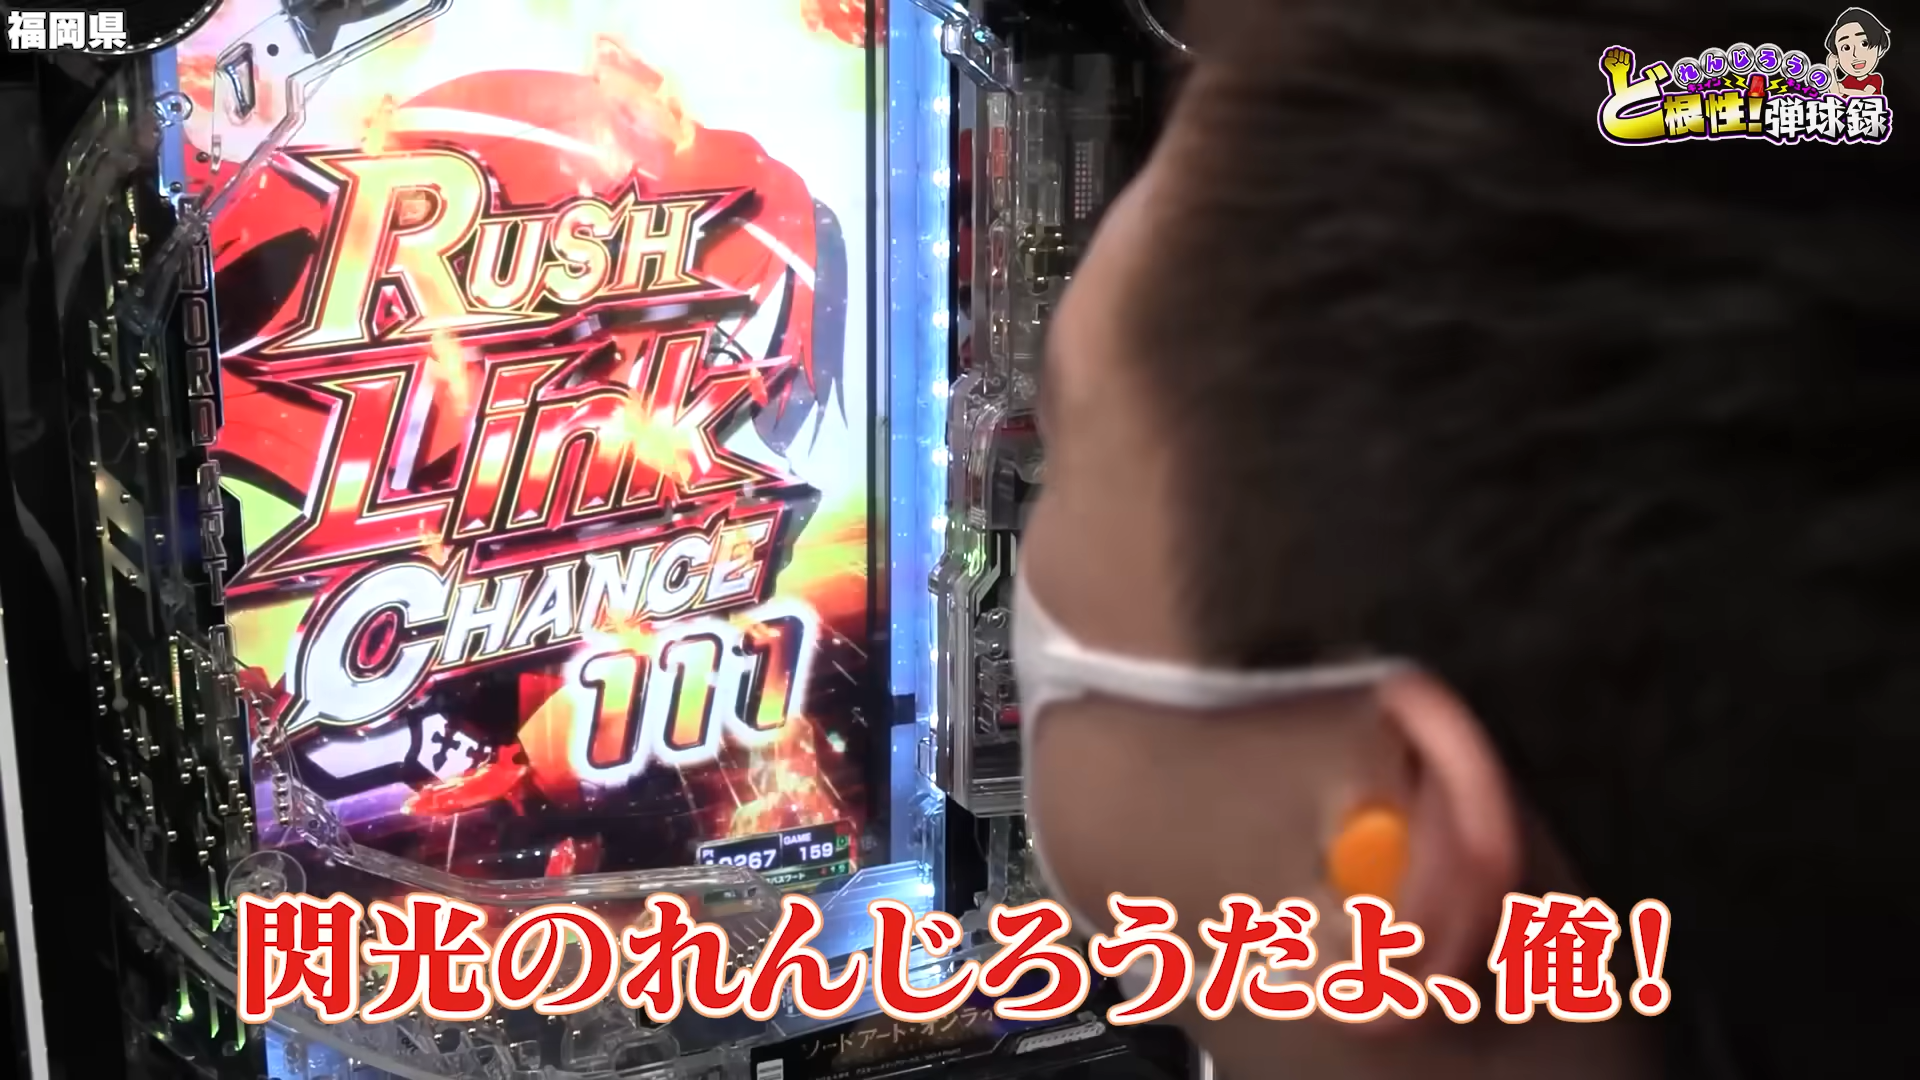 福岡県
れんじろうの
ど根性!弾球録
RUSH
Link
CHANCE
111
GAME
159
閃光のれんじろうだよ、俺!
ソードアート・オンライ